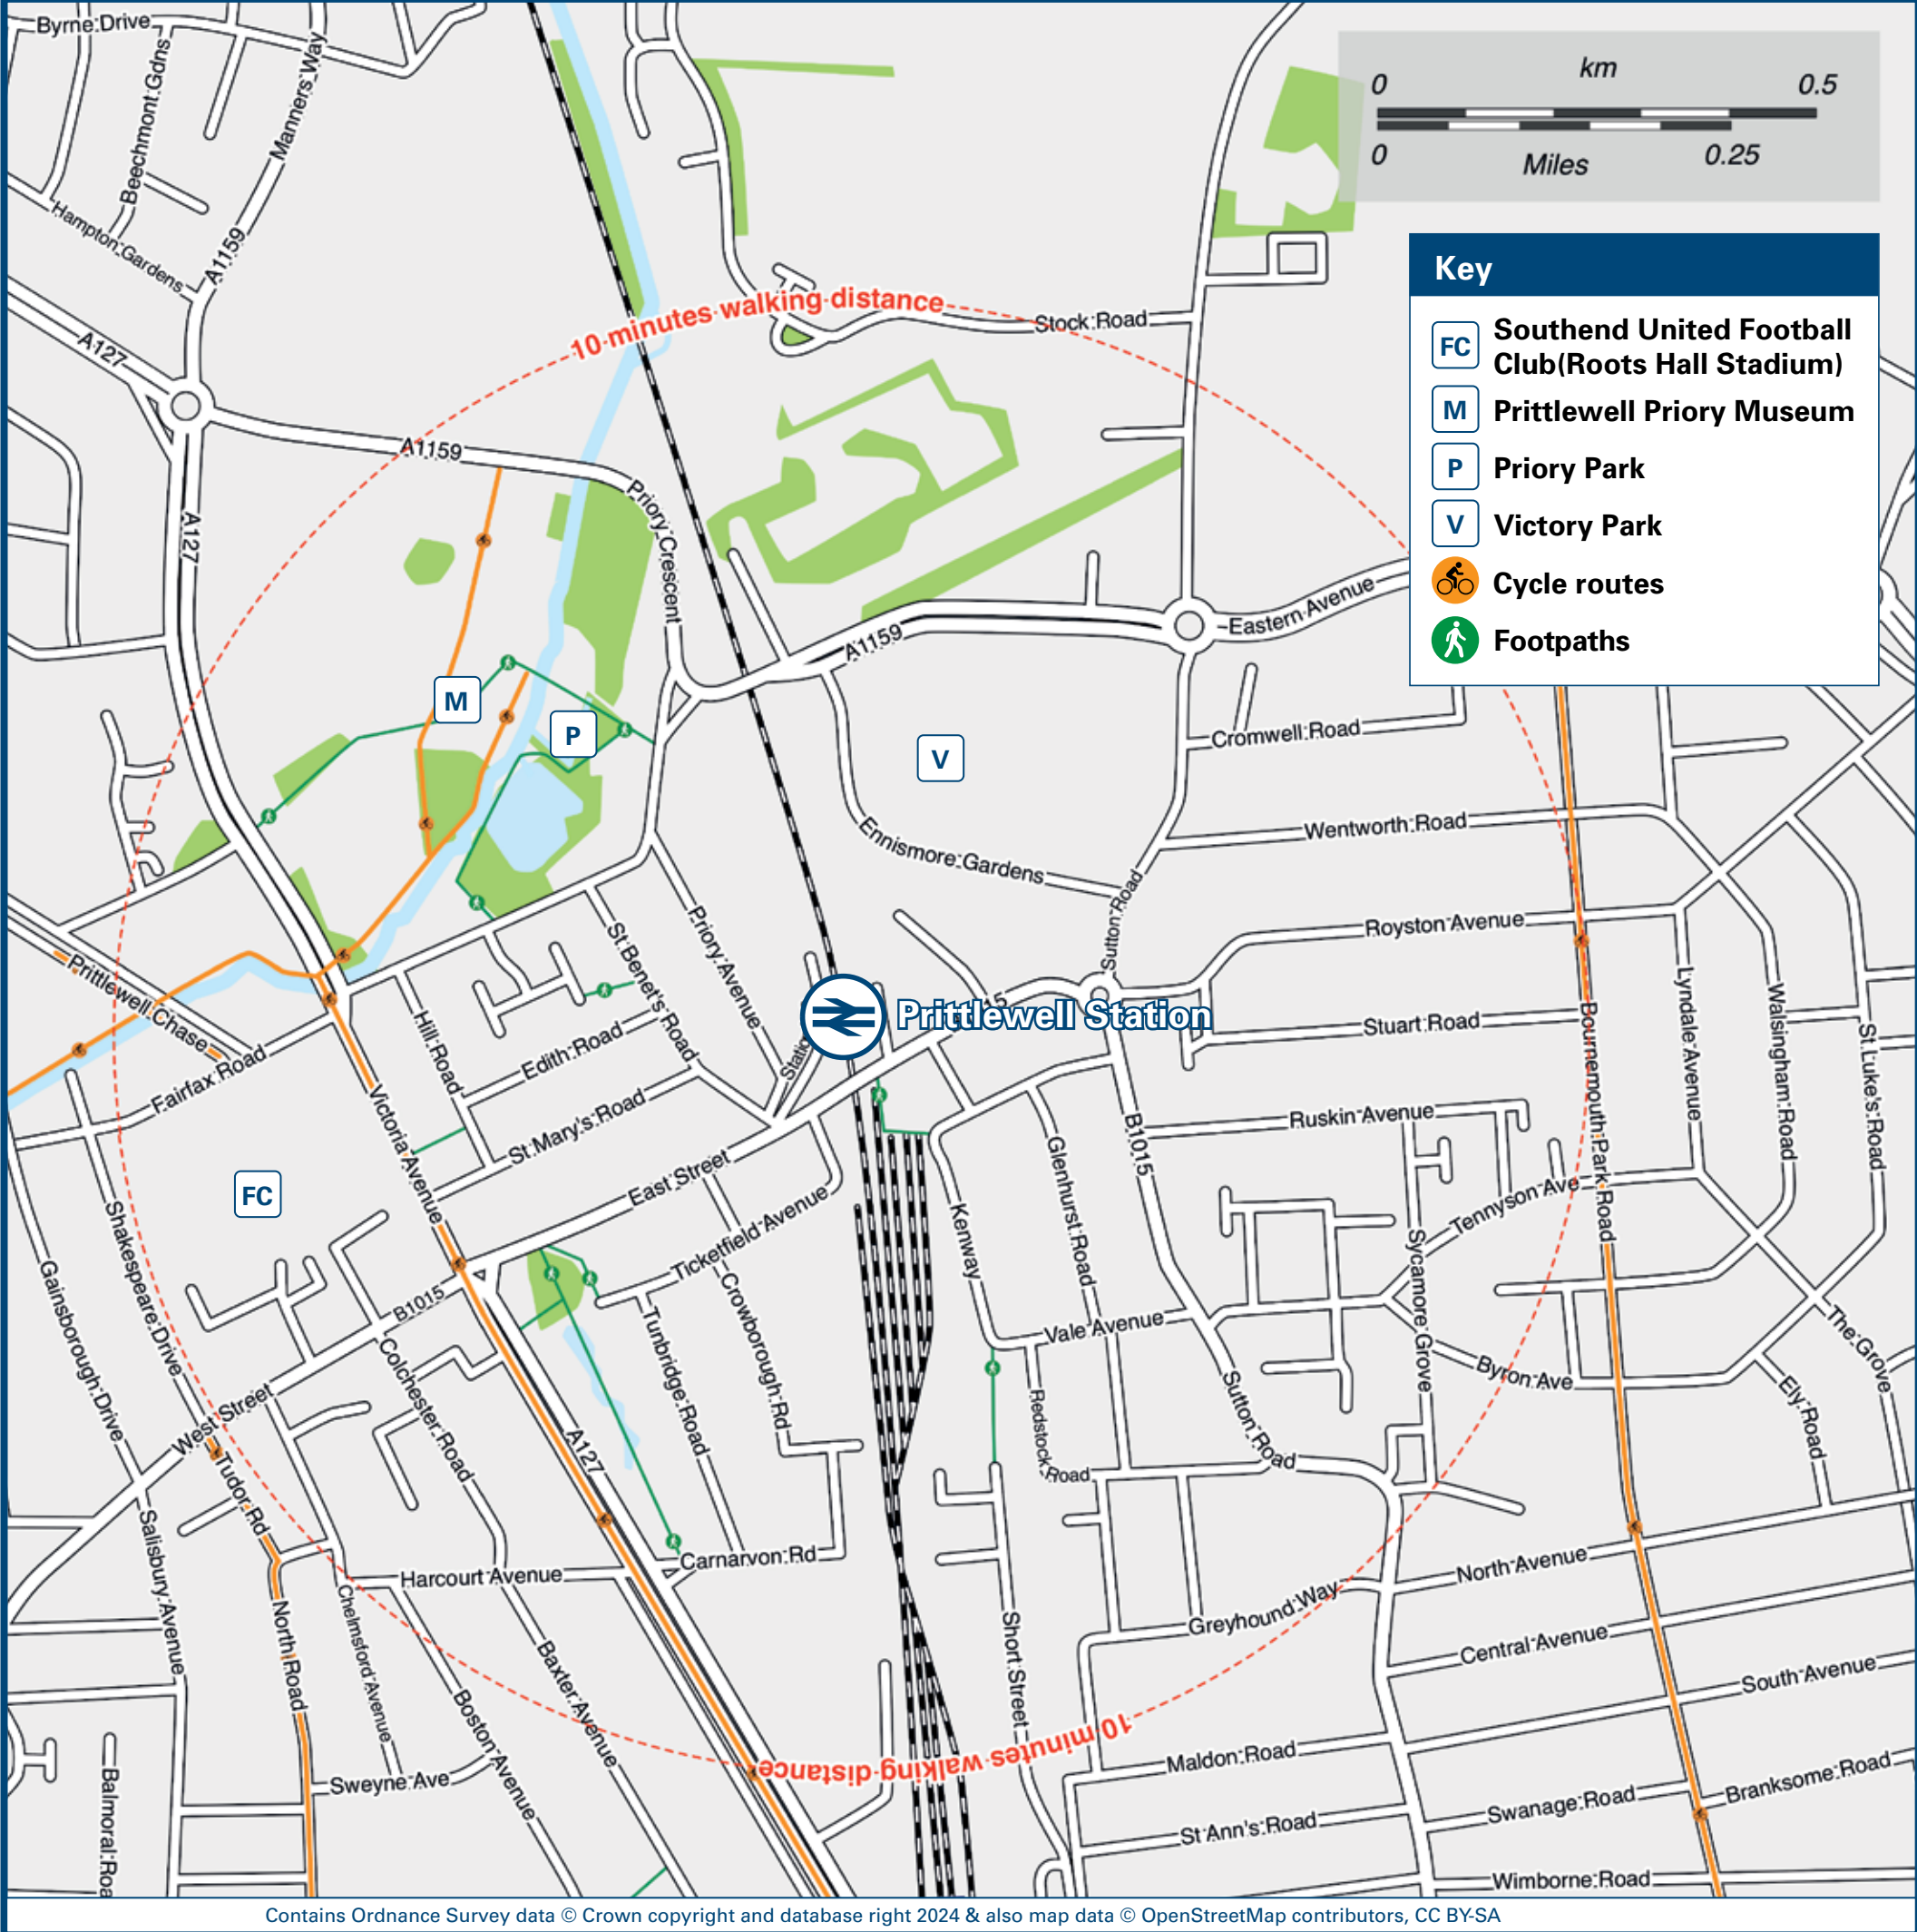 Byrne Drive
Beechmont Gdns
Manners Way
Hampton Gardens
A1159
A127
km
0
0.5
0
Miles
0.25
Key
FC
Southend United Football
Club(Roots Hall Stadium)
M
Prittlewell Priory Museum
P
Priory Park
V
Victory Park
Cycle routes
Footpaths
10 minutes walking distance
Stock Road
A1159
Priory Crescent
A127
A1159
Eastern Avenue
M
P
V
Cromwell Road
Wentworth Road
Ennismore Gardens
Sutton Road
Royston Avenue
Prittlewell Chase
Fairfax Road
Hill Road
St Benet's Road
Priory Avenue
Edith Road
St Mary's Road
Prittlewell Station
Stuart Road
Lyndale Avenue
Walsingham Road
St Luke's Road
Bournemouth Park Road
Victoria Avenue
East Street
FC
Shakespeare Drive
Gainsborough Drive
Ticketfield Avenue
Kenway
Glenhurst Road
B1015
Ruskin Avenue
Tennyson Ave
Sycamore Grove
B1015
West Street
Colchester Road
Tunbridge Road
Crowborough Rd
Vale Avenue
Redstock Road
Sutton Road
Byron Ave
The Grove
Ely Road
A127
Tudor Rd
Salisbury Avenue
Harcourt Avenue
Carnarvon Rd
North Road
Chelmsford Avenue
Baxter Avenue
Boston Avenue
Short Street
Greyhound Way
North Avenue
Central Avenue
South Avenue
10 minutes walking distance
Maldon Road
Sweyne Ave
Balmoral Roa
St Ann's Road
Swanage Road
Branksome Road
Wimborne Road
Contains Ordnance Survey data © Crown copyright and database right 2024 & also map data © OpenStreetMap contributors, CC BY-SA